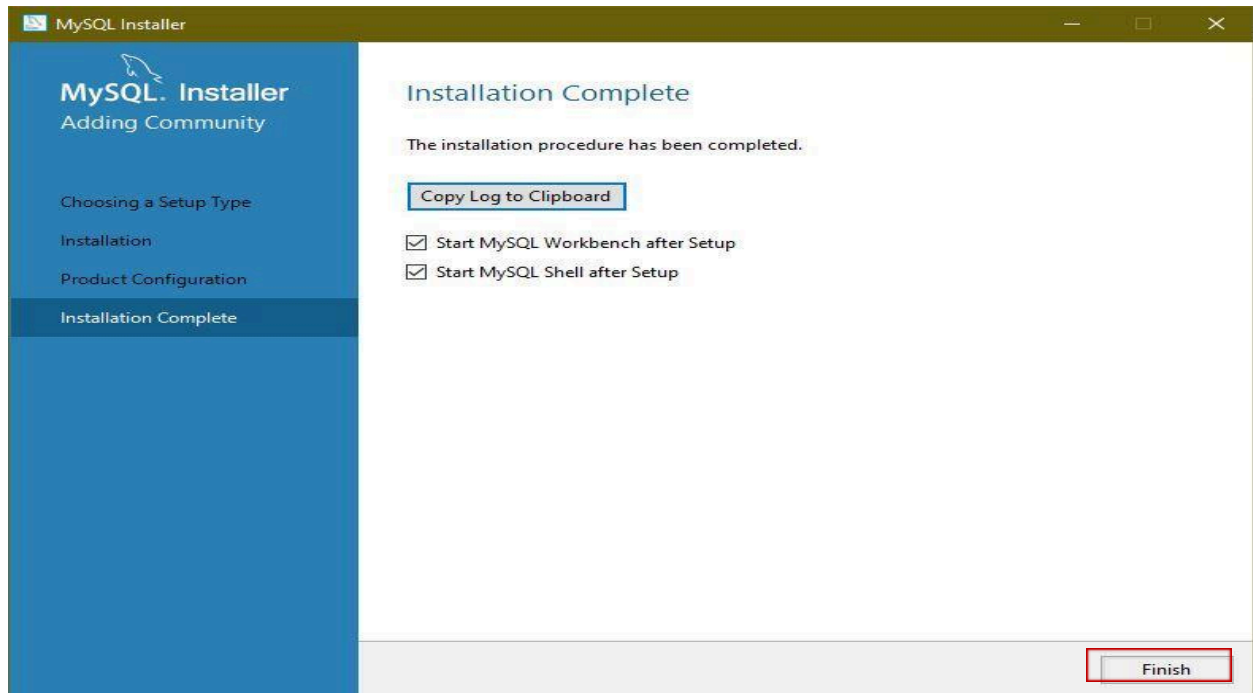 MySQL Installer
MySQL. Installer
Adding Community
Choosing a Setup Type
Installation
Product Configuration
Installation Complete
Installation Complete
The installation procedure has been completed.
Copy Log to Clipboard
Start MySQL Workbench after Setup
Start MySQL Shell after Setup
Finish